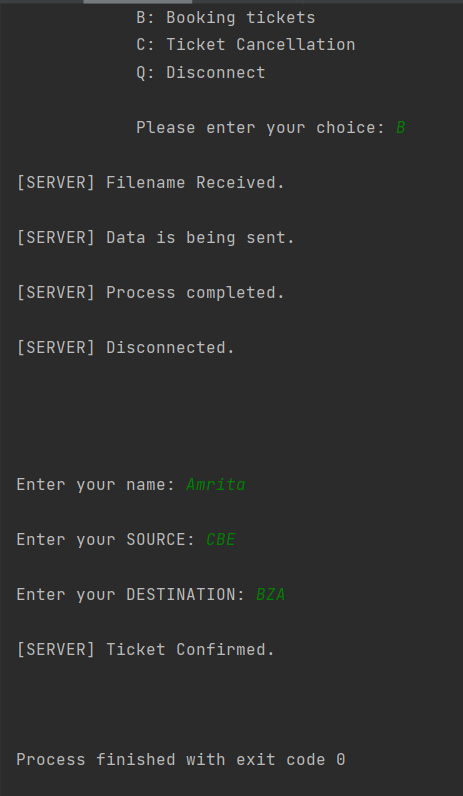 B: Booking tickets
C: Ticket Cancellation
Q: Disconnect
Please enter your choice: B
[SERVER] Filename Received.
[SERVER] Data is being sent.
[SERVER] Process completed.
[SERVER] Disconnected.
Enter your name: Amrita
Enter your SOURCE: CBE
Enter your DESTINATION: BZA
[SERVER] Ticket Confirmed.
Process finished with exit code 0